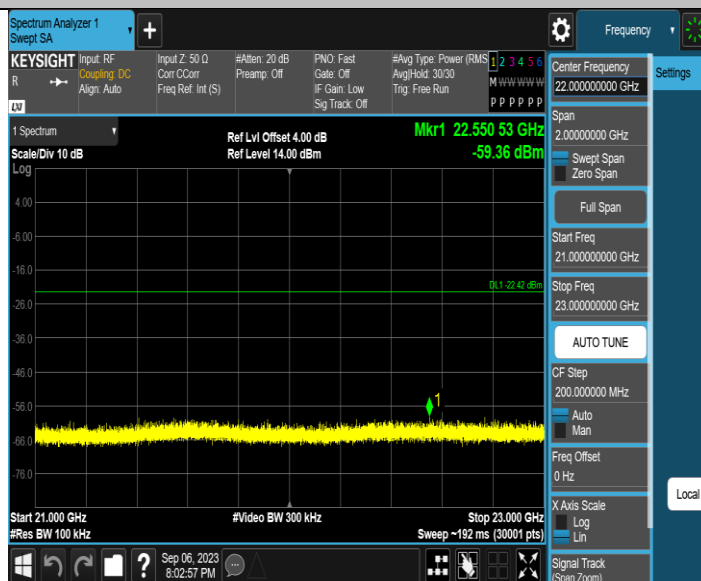 Spectrum Analyzer 1
Swept SA
+
Frequency
KEYSIGHT
R
LXI
Input: RF
Coupling: DC
Align: Auto
Input Z: 50 Ω
Corr CCorr
Freq Ref: Int (S)
#Atten: 20 dB
Preamp: Off
PNO: Fast
Gate: Off
IF Gain: Low
Sig Track: Off
#Avg Type: Power (RMS
Avg|Hold: 30/30
Trig: Free Run
1 2 3 4 5 6
M W W W W W
P P P P P P
1 Spectrum
Scale/Div 10 dB
Ref Lvl Offset 4.00 dB
Ref Level 14.00 dBm
Mkr1 22.550 53 GHz
-59.36 dBm
Log
4.00
-6.00
-16.0
DL1 -22.42 dBm
-26.0
-36.0
-46.0
-56.0
1
-66.0
-76.0
Start 21.000 GHz
#Res BW 100 kHz
#Video BW 300 kHz
Stop 23.000 GHz
Sweep ~192 ms (30001 pts)
?
Sep 06, 2023
8:02:57 PM
Center Frequency
22.000000000 GHz
Span
2.00000000 GHz
Swept Span
Zero Span
Full Span
Start Freq
21.000000000 GHz
Stop Freq
23.000000000 GHz
AUTO TUNE
CF Step
200.000000 MHz
Auto
Man
Freq Offset
0 Hz
X Axis Scale
Log
Lin
Signal Track
(Span Zoom)
Settings
Local